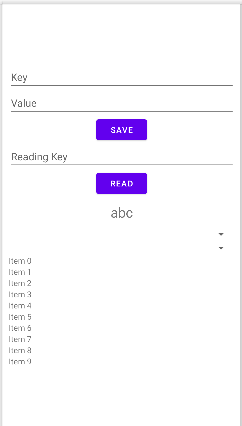 Key
Value
SAVE
Reading Key
READ
abc
Item 0
Item 1
Item 2
Item 3
Item 4
Item 5
Item 6
Item 7
Item 8
Item 9